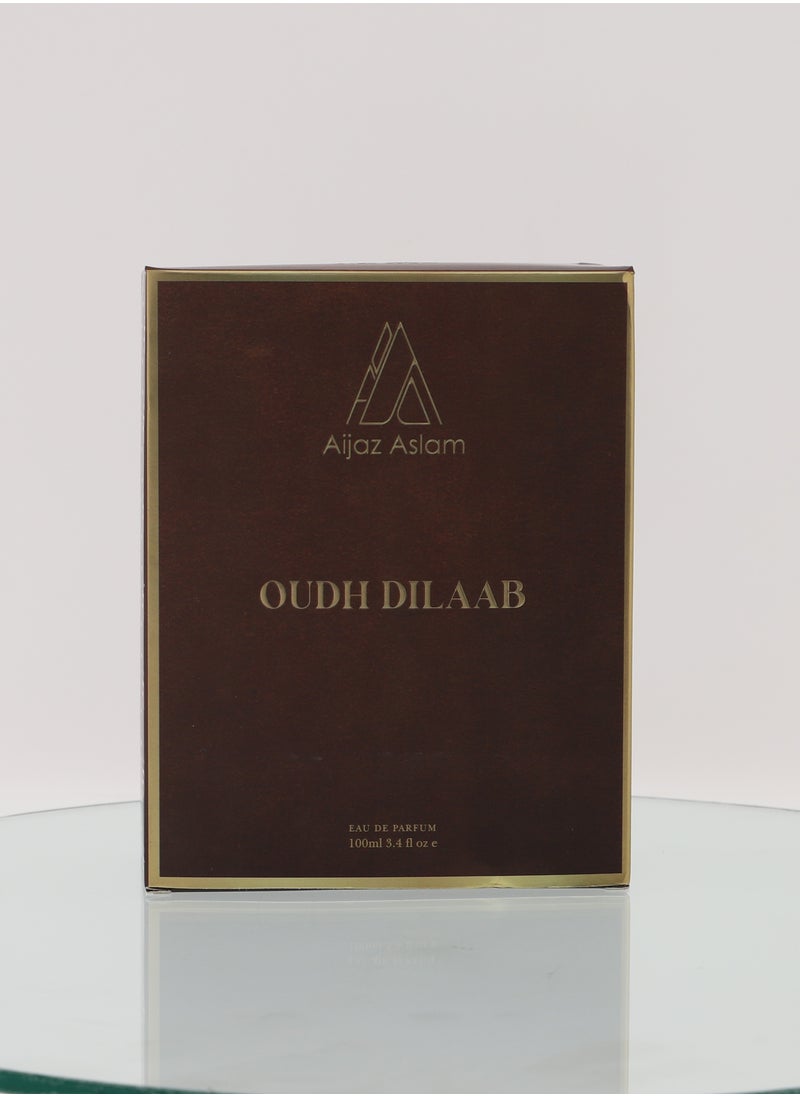 Aijaz Aslam
OUDH DILAAB
EAU DE PARFUM
100ml 3.4 fl oz e